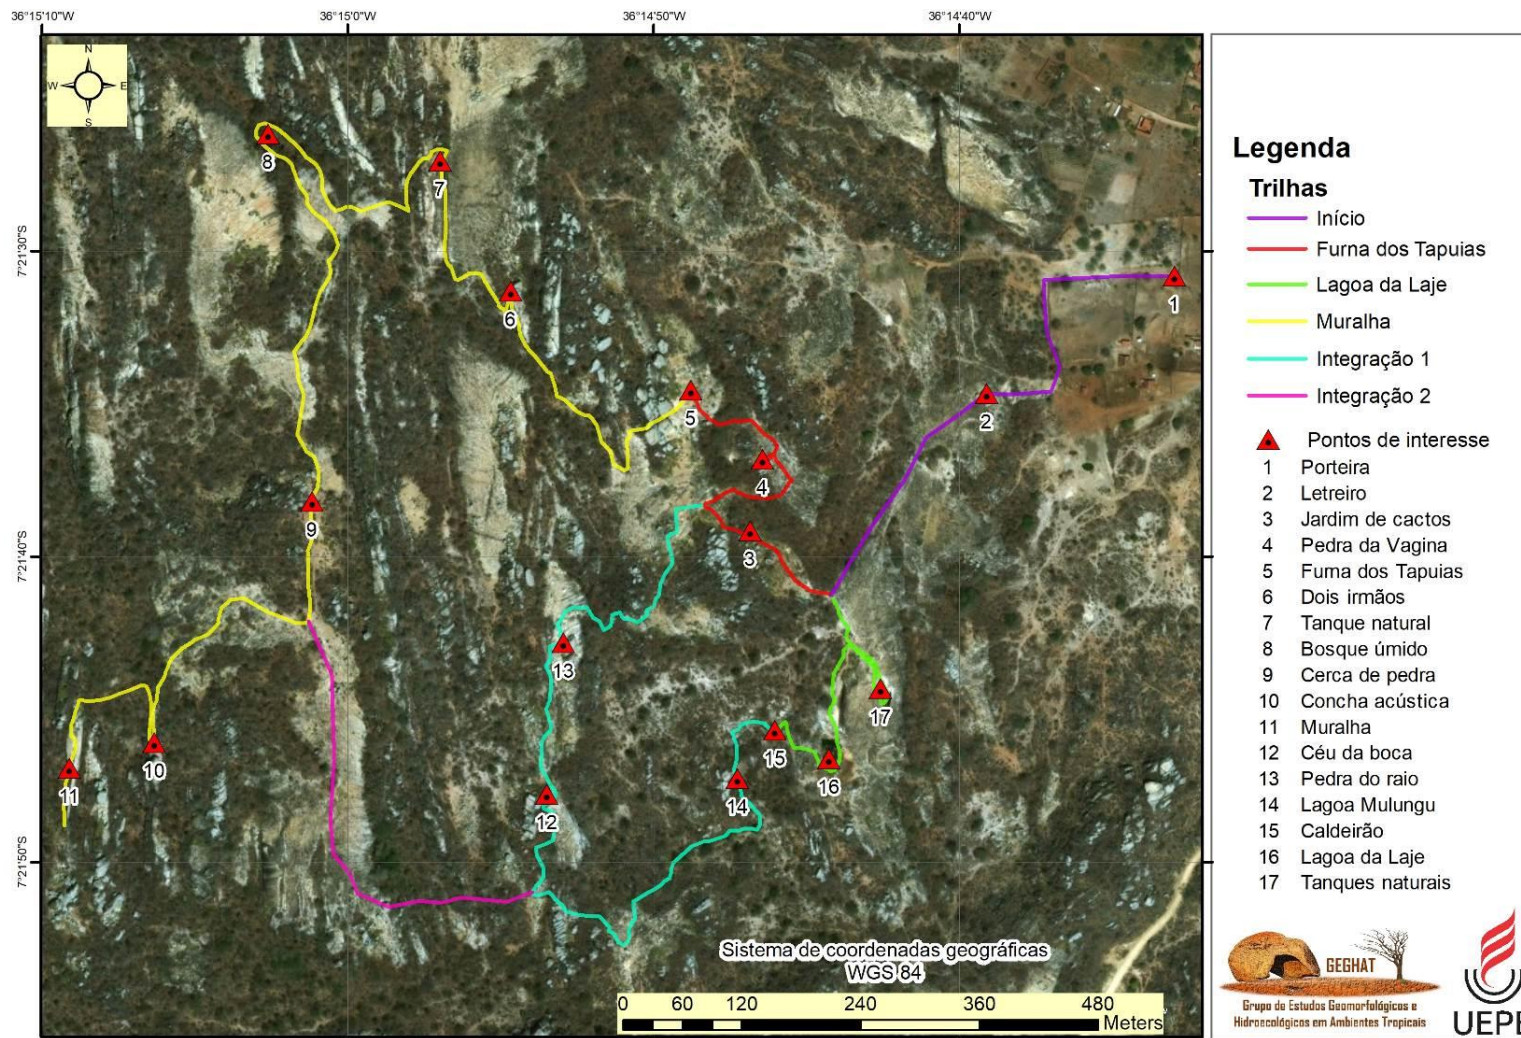 36°15'10"W
36°15'0"W
36°14'50"W
36°14'40"W
N
W E
S
7°21'30"S
7°21'40"S
7°21'50"S
8
7
6
1
5
2
4
9
3
13
17
10
15
11
16
14
12
Sistema de coordenadas geográficas
WGS 84
0 60 120 240 360 480
Meters
Legenda
Trilhas
Início
Furna dos Tapuias
Lagoa da Laje
Muralha
Integração 1
Integração 2
Pontos de interesse
1 Porteira
2 Letreiro
3 Jardim de cactos
4 Pedra da Vagina
5 Furna dos Tapuias
6 Dois irmãos
7 Tanque natural
8 Bosque úmido
9 Cerca de pedra
10 Concha acústica
11 Muralha
12 Céu da boca
13 Pedra do raio
14 Lagoa Mulungu
15 Caldeirão
16 Lagoa da Laje
17 Tanques naturais
GEGHAT
Grupo de Estudos Geomorfológicos e
Hidroecológicos em Ambientes Tropicais
UEPB